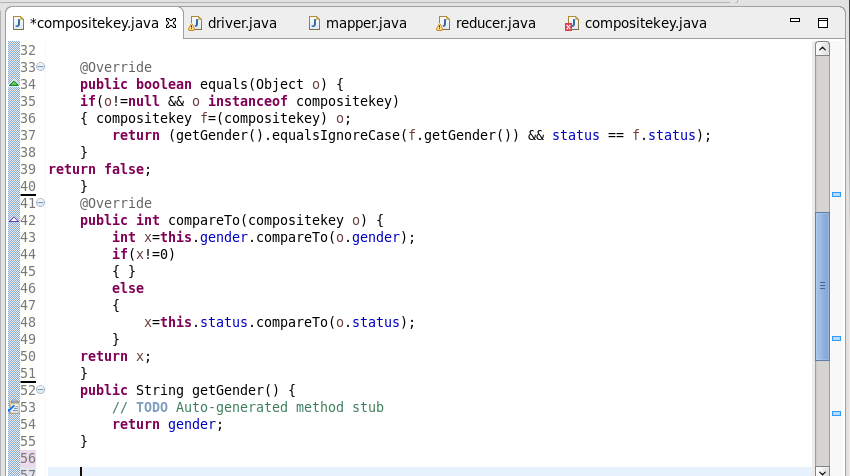 *compositekey.java driver.java mapper.java reducer.java compositekey.java
32
33 @Override
34 public boolean equals(Object o) {
35 if(o!=null && o instanceof compositekey)
36 { compositekey f=(compositekey) o;
37 return (getGender().equalsIgnoreCase(f.getGender()) && status == f.status);
38 }
39 return false;
40 }
41 @Override
42 public int compareTo(compositekey o) {
43 int x=this.gender.compareTo(o.gender);
44 if(x!=0)
45 { }
46 else
47 {
48 x=this.status.compareTo(o.status);
49 }
50 return x;
51 }
52 public String getGender() {
53 // TODO Auto-generated method stub
54 return gender;
55 }
56
57